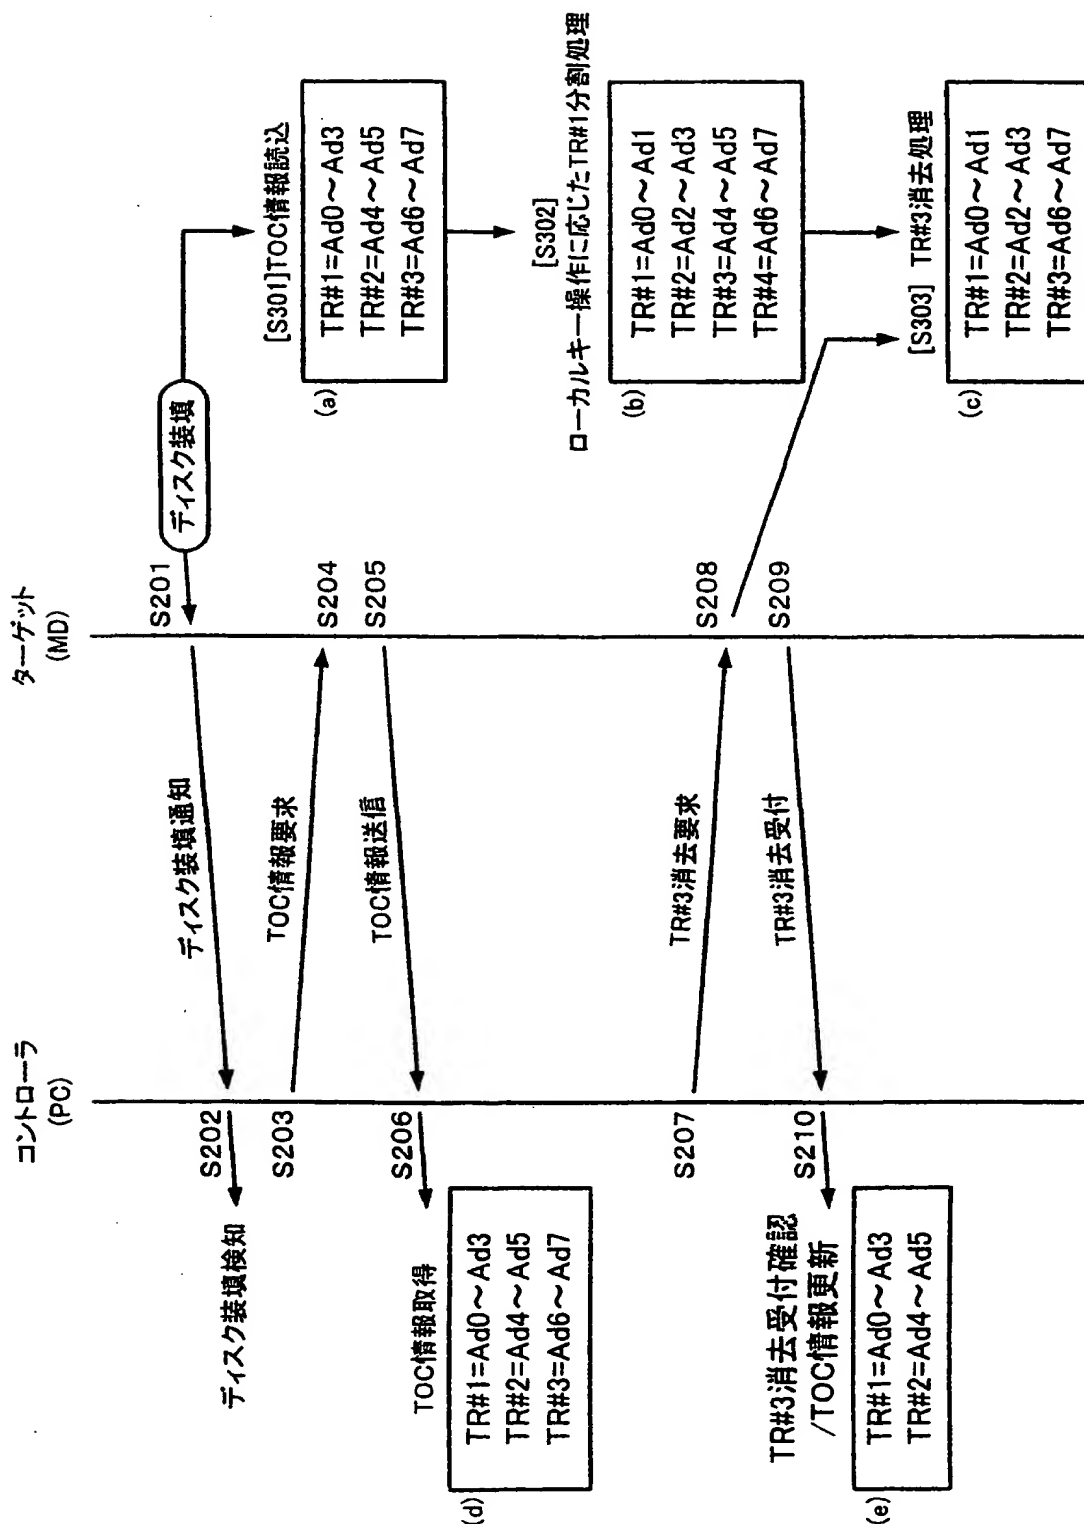 コントローラ
(PC)
ターゲット
(MD)
S201
ディスク装填
ディスク装填通知
S202
ディスク装填検知
S203
TOC情報要求
S204
S205
TOC情報送信
S206
TOC情報取得
(d)
TR#1=Ad0～Ad3
TR#2=Ad4～Ad5
TR#3=Ad6～Ad7
[S301]TOC情報読込
(a)
TR#1=Ad0～Ad3
TR#2=Ad4～Ad5
TR#3=Ad6～Ad7
[S302]
ローカルキー操作に応じたTR#1分割処理
(b)
TR#1=Ad0～Ad1
TR#2=Ad2～Ad3
TR#3=Ad4～Ad5
TR#4=Ad6～Ad7
S207
TR#3消去要求
S208
S209
TR#3消去受付
S210
TR#3消去受付確認
/TOC情報更新
(e)
TR#1=Ad0～Ad3
TR#2=Ad4～Ad5
[S303] TR#3消去処理
(c)
TR#1=Ad0～Ad1
TR#2=Ad2～Ad3
TR#3=Ad6～Ad7